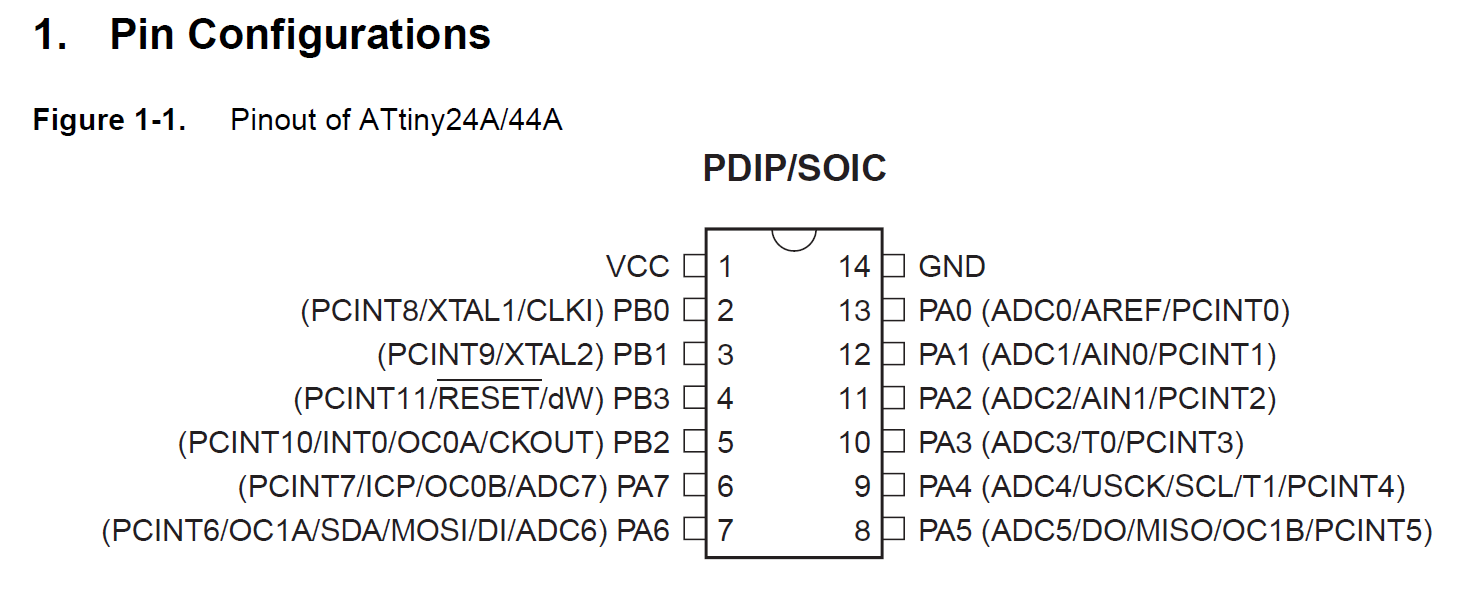 1. Pin Configurations
Figure 1-1. Pinout of ATtiny24A/44A
PDIP/SOIC
VCC 1 14 GND
(PCINT8/XTAL1/CLKI) PB0 2 13 PA0 (ADC0/AREF/PCINT0)
(PCINT9/XTAL2) PB1 3 12 PA1 (ADC1/AIN0/PCINT1)
(PCINT11/RESET/dW) PB3 4 11 PA2 (ADC2/AIN1/PCINT2)
(PCINT10/INT0/OC0A/CKOUT) PB2 5 10 PA3 (ADC3/T0/PCINT3)
(PCINT7/ICP/OC0B/ADC7) PA7 6 9 PA4 (ADC4/USCK/SCL/T1/PCINT4)
(PCINT6/OC1A/SDA/MOSI/DI/ADC6) PA6 7 8 PA5 (ADC5/DO/MISO/OC1B/PCINT5)